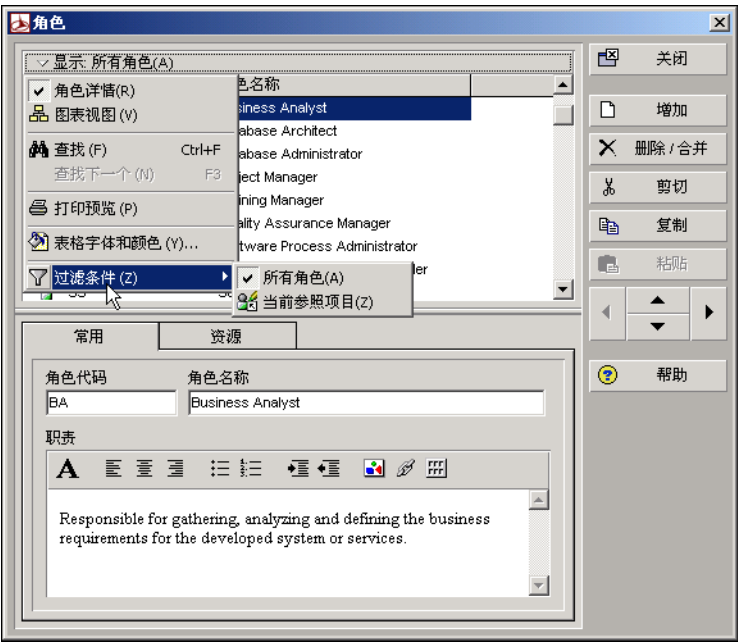 角色
显示: 所有角色(A)
关闭
角色详情(R)
色名称
图表视图 (V)
siness Analyst
增加
abase Architect
查找 (F) Ctrl+F
abase Administrator
删除 / 合并
查找下一个 (N) F3
ject Manager
ining Manager
剪切
打印预览 (P)
ality Assurance Manager
复制
表格字体和颜色 (Y)...
tware Process Administrator
粘贴
过滤条件 (Z)
所有角色(A)
ler
当前参照项目(Z)
常用
资源
帮助
角色代码
角色名称
BA
Business Analyst
职责
A
Responsible for gathering, analyzing and defining the business
requirements for the developed system or services.